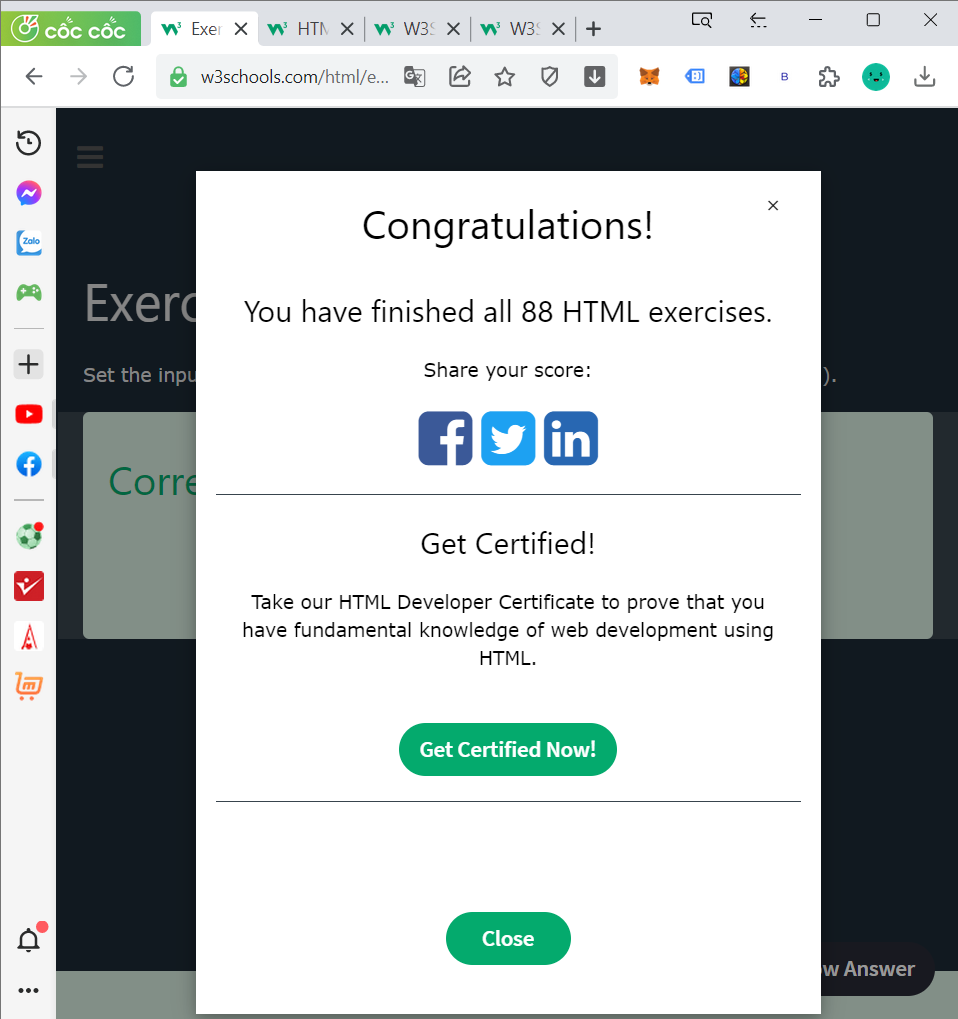 cốc cốc
Exer
HTM
W3S
W3S
w3schools.com/html/e...
Zalo
Congratulations!
You have finished all 88 HTML exercises.
Exerc
Share your score:
Set the inpu
).
Corre
Get Certified!
Take our HTML Developer Certificate to prove that you
have fundamental knowledge of web development using
HTML.
Get Certified Now!
Close
ow Answer